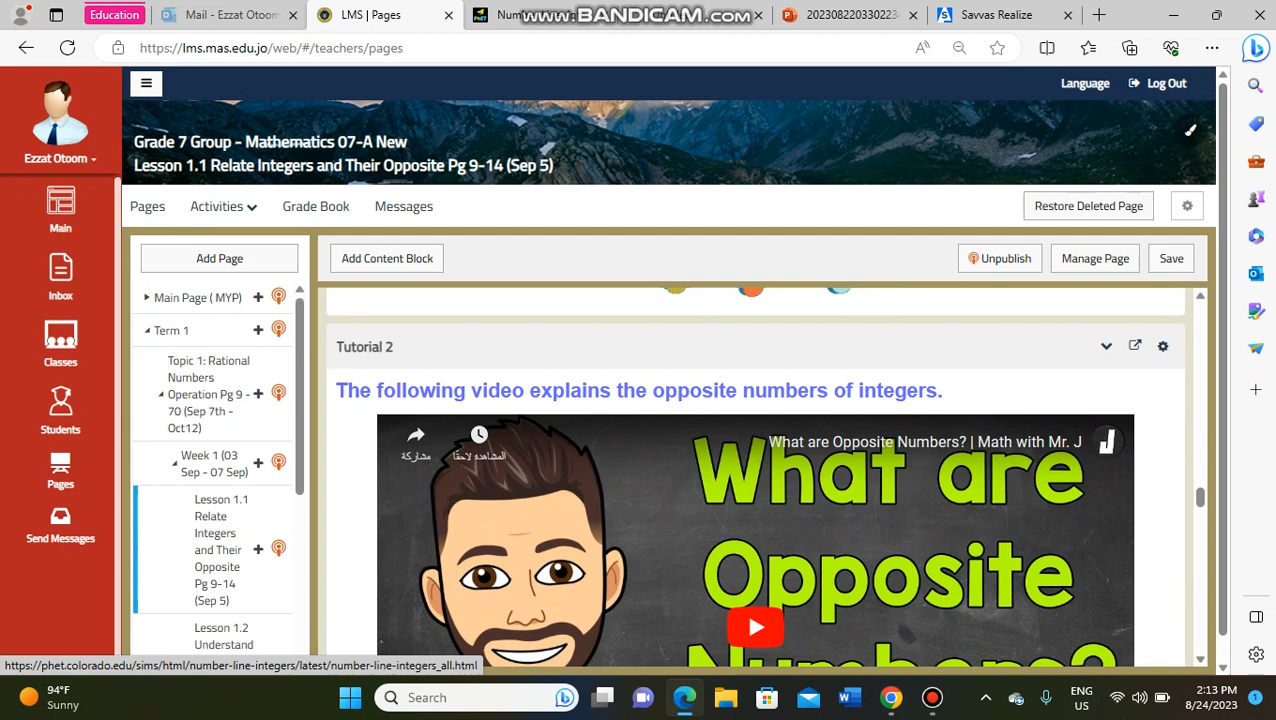 Education
Mail - Ezzat Otoom
LMS | Pages
Num
www.BANDICAM.com
202308220330223
Savvas Realize
https://lms.mas.edu.jo/web/#/teachers/pages
Language
Log Out
Grade 7 Group - Mathematics 07-A New
Lesson 1.1 Relate Integers and Their Opposite Pg 9-14 (Sep 5)
Ezzat Otoom
Main
Inbox
Classes
Students
Pages
Send Messages
Pages
Activities
Grade Book
Messages
Restore Deleted Page
Add Page
Add Content Block
Unpublish
Manage Page
Save
Main Page ( MYP)
Term 1
Topic 1: Rational
Numbers
Operation Pg 9 -
70 (Sep 7th -
Oct12)
Week 1 (03
Sep - 07 Sep)
Lesson 1.1
Relate
Integers
and Their
Opposite
Pg 9-14
(Sep 5)
Lesson 1.2
Understand
Tutorial 2
The following video explains the opposite numbers of integers.
مشاركة
المشاهدة لاحقًا
What are Opposite Numbers? | Math with Mr. J
What are
Opposite
Numbers?
https://phet.colorado.edu/sims/html/number-line-integers/latest/number-line-integers_all.html
94°F
Sunny
Search
ENG
US
2:13 PM
8/24/2023